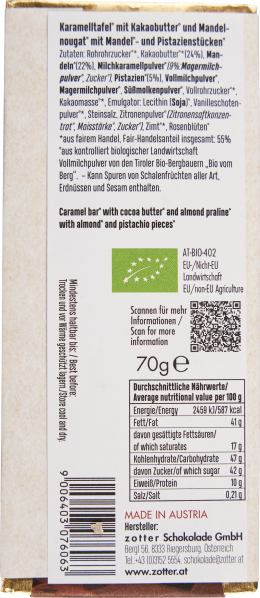 Karamelltafel* mit Kakaobutter* und Mandel-
nougat* mit Mandel*- und Pistazienstücken*
*Zutaten: Rohrohrzucker*⁺, Kakaobutter*⁺(24%), Man-
deln*(22%), Milchkaramellpulver*(9% Magermilch-
pulver*, Zucker*), Pistazien*(5%), Vollmilchpulver*,
Magermilchpulver*, Süßmolkenpulver*, Vollrohrzucker*⁺,
Kakaomasse*⁺, Emulgator: Lecithin (Soja)*, Vanilleschoten-
pulver*⁺, Steinsalz, Zitronenpulver*(Zitronensaftkonzen-
trat*, Maisstärke*, Zucker*), Zimt*⁺, Rosenblüten*
⁺aus fairem Handel, Fair-Handelsanteil insgesamt: 55%
*aus kontrolliert biologischer Landwirtschaft
Vollmilchpulver von den Tiroler Bio-Bergbauern „Bio vom
Berg“. – Kann Spuren von Schalenfrüchten aller Art,
Erdnüssen und Sesam enthalten.
Caramel bar* with cocoa butter* and almond praline*
with almond* and pistachio pieces*
Mindestens haltbar bis: / Best before:
Trocken und vor Wärme geschützt lagern./Store cool and dry.
AT-BIO-402
EU-/Nicht-EU
Landwirtschaft
EU/non-EU Agriculture
Scannen für mehr
Informationen /
Scan for more
information
70g e
Durchschnittliche Nährwerte/
Average nutritional value per 100 g
Energie/Energy 2459 kJ/587 kcal
Fett/Fat 41 g
davon gesättigte Fettsäuren/
of which saturates 17 g
Kohlenhydrate/Carbohydrate 47 g
davon Zucker/of which sugar 42 g
Eiweiß/Protein 10 g
Salz/Salt 0,21 g
9 006403 076063
MADE IN AUSTRIA
Hersteller:
zotter Schokolade GmbH
Bergl 56, 8333 Riegersburg, Österreich
Tel.:+43 (0)3152 5554, schokolade@zotter.at
www.zotter.at